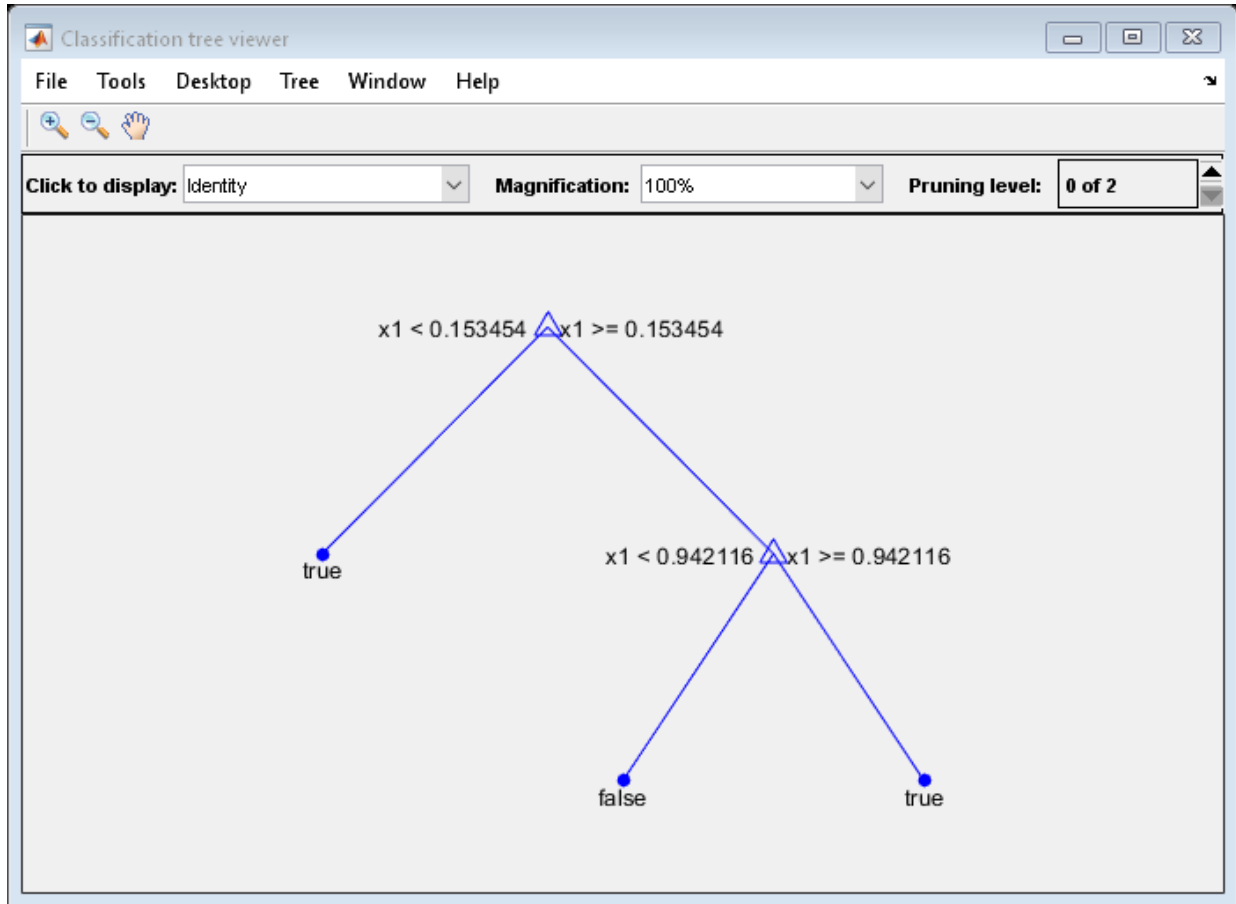 Classification tree viewer
File Tools Desktop Tree Window Help
Click to display: Identity Magnification: 100% Pruning level: 0 of 2
x1 < 0.153454 x1 >= 0.153454
true
x1 < 0.942116 x1 >= 0.942116
false true